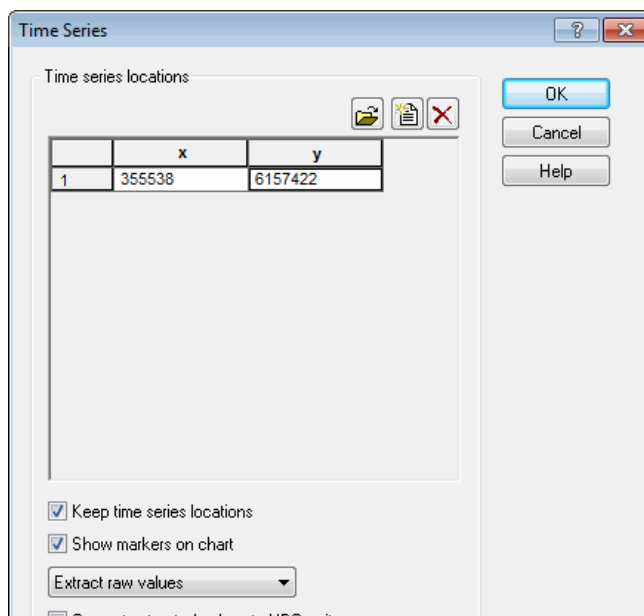 Time Series
Time series locations
OK
Cancel
Help
x y
1 355538 6157422
Keep time series locations
Show markers on chart
Extract raw values